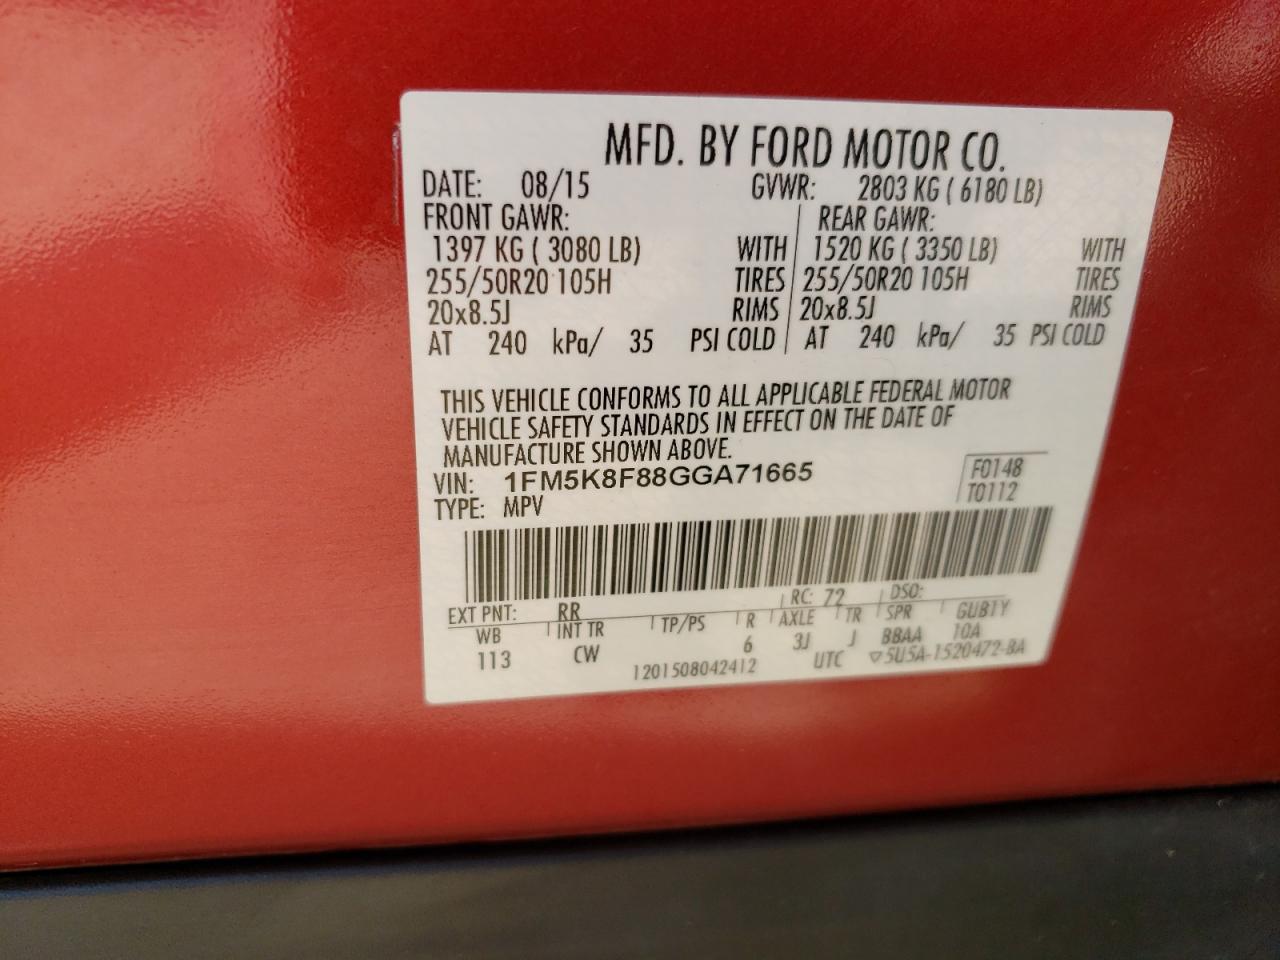 MFD. BY FORD MOTOR CO.
DATE: 08/15 GVWR: 2803 KG ( 6180 LB)
FRONT GAWR: REAR GAWR:
1397 KG ( 3080 LB) WITH 1520 KG ( 3350 LB) WITH
255/50R20 105H TIRES 255/50R20 105H TIRES
20x8.5J RIMS 20x8.5J RIMS
AT 240 kPa/ 35 PSI COLD AT 240 kPa/ 35 PSI COLD
THIS VEHICLE CONFORMS TO ALL APPLICABLE FEDERAL MOTOR
VEHICLE SAFETY STANDARDS IN EFFECT ON THE DATE OF
MANUFACTURE SHOWN ABOVE.
VIN: 1FM5K8F88GGA71665 F0148
TYPE: MPV T0112
EXT PNT: RR RC: 72 DSO:
WB INT TR TP/PS R AXLE TR SPR GUB1Y
113 CW 6 3J J BBAA 10A
1201508042412 UTC ▽5U5A-1520472-BA